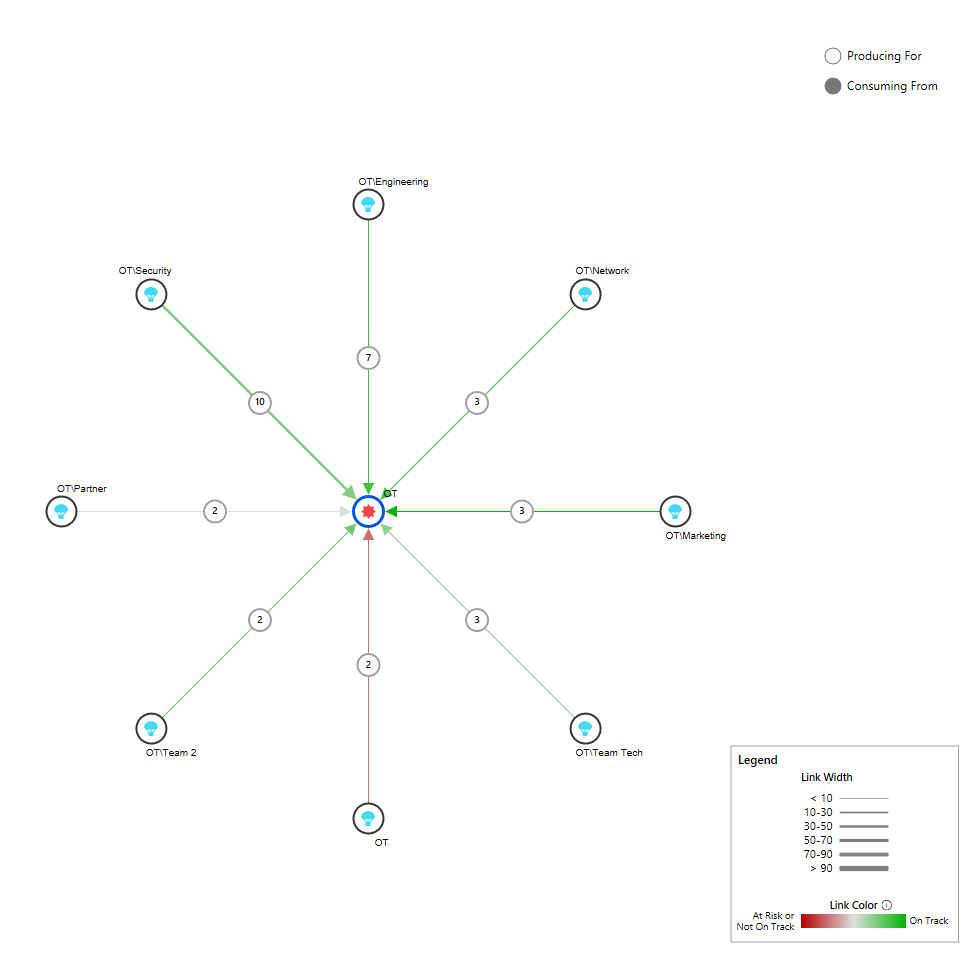 Producing For
Consuming From
OT\Engineering
OT\Security
OT\Network
7
10
3
OT\Partner
OT
2
3
OT\Marketing
2
3
2
OT\Team 2
OT\Team Tech
OT
Legend
Link Width
< 10
10-30
30-50
50-70
70-90
> 90
Link Color
At Risk or
Not On Track
On Track